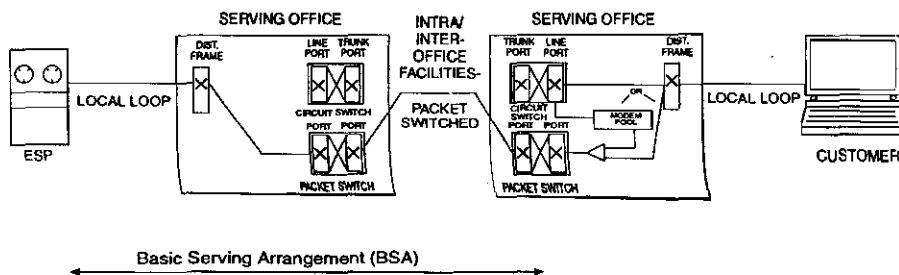 SERVING OFFICE
DIST.
FRAME
LINE
PORT
TRUNK
PORT
CIRCUIT SWITCH
PORT
PORT
PACKET SWITCH
ESP
LOCAL LOOP
INTRA/
INTER-
OFFICE
FACILITIES-
PACKET
SWITCHED
SERVING OFFICE
TRUNK
PORT
LINE
PORT
DIST.
FRAME
OR
CIRCUIT
SWITCH
MODEM
POOL
PORT
PORT
PACKET SWITCH
LOCAL LOOP
CUSTOMER
Basic Serving Arrangement (BSA)